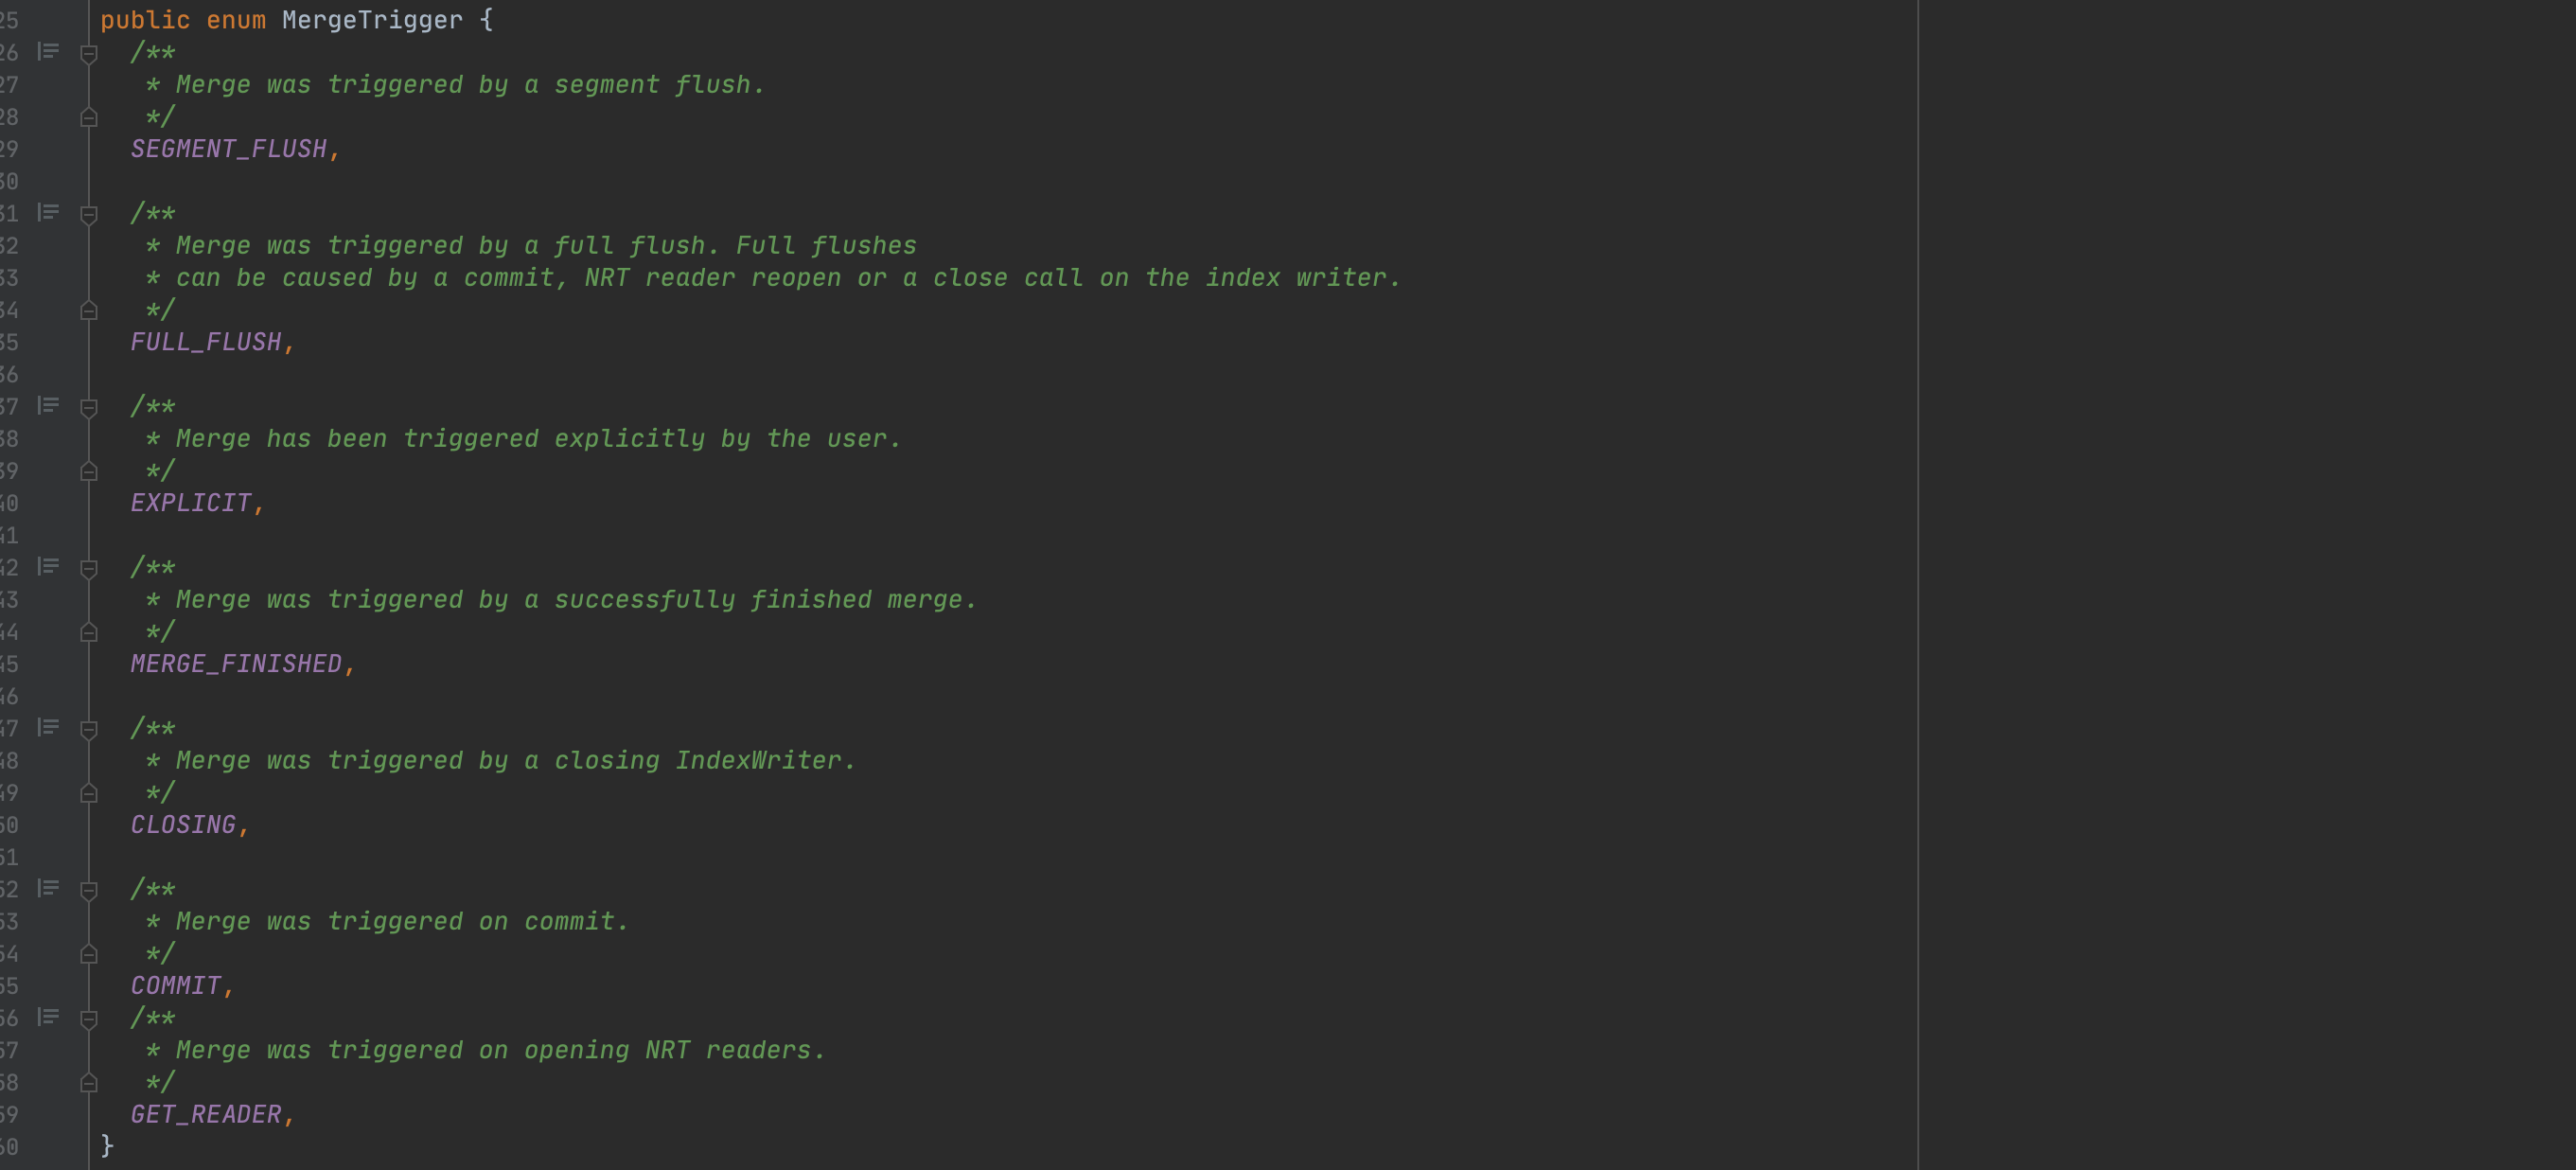 25 public enum MergeTrigger {
26 /**
27 * Merge was triggered by a segment flush.
28 */
29 SEGMENT_FLUSH,
30
31 /**
32 * Merge was triggered by a full flush. Full flushes
33 * can be caused by a commit, NRT reader reopen or a close call on the index writer.
34 */
35 FULL_FLUSH,
36
37 /**
38 * Merge has been triggered explicitly by the user.
39 */
40 EXPLICIT,
41
42 /**
43 * Merge was triggered by a successfully finished merge.
44 */
45 MERGE_FINISHED,
46
47 /**
48 * Merge was triggered by a closing IndexWriter.
49 */
50 CLOSING,
51
52 /**
53 * Merge was triggered on commit.
54 */
55 COMMIT,
56 /**
57 * Merge was triggered on opening NRT readers.
58 */
59 GET_READER,
60 }